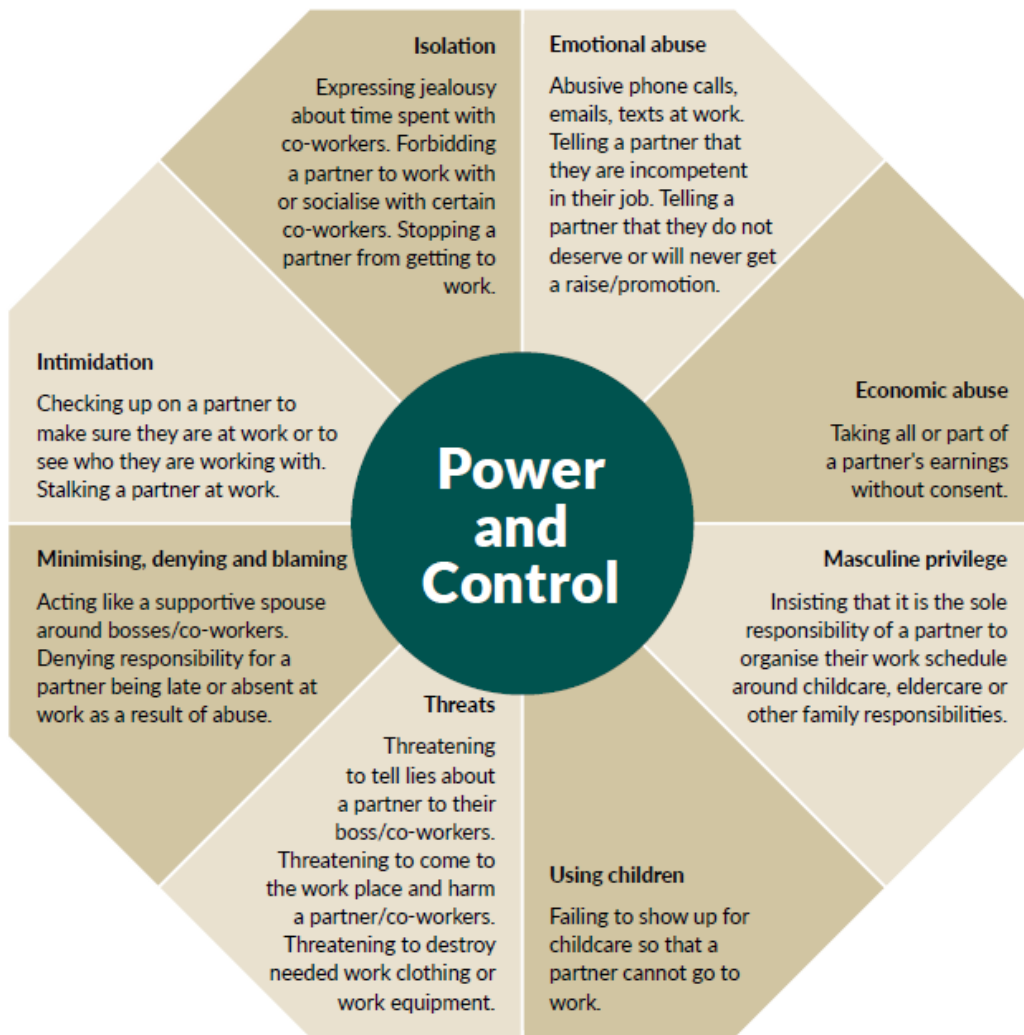 Isolation
Expressing jealousy
about time spent with
co-workers. Forbidding
a partner to work with
or socialise with certain
co-workers. Stopping a
partner from getting to
work.
Emotional abuse
Abusive phone calls,
emails, texts at work.
Telling a partner that
they are incompetent
in their job. Telling a
partner that they do not
deserve or will never get
a raise/promotion.
Intimidation
Checking up on a partner to
make sure they are at work or to
see who they are working with.
Stalking a partner at work.
Economic abuse
Taking all or part of
a partner's earnings
without consent.
Power
and
Control
Minimising, denying and blaming
Acting like a supportive spouse
around bosses/co-workers.
Denying responsibility for a
partner being late or absent at
work as a result of abuse.
Masculine privilege
Insisting that it is the sole
responsibility of a partner to
organise their work schedule
around childcare, eldercare or
other family responsibilities.
Threats
Threatening
to tell lies about
a partner to their
boss/co-workers.
Threatening to come to
the work place and harm
a partner/co-workers.
Threatening to destroy
needed work clothing or
work equipment.
Using children
Failing to show up for
childcare so that a
partner cannot go to
work.